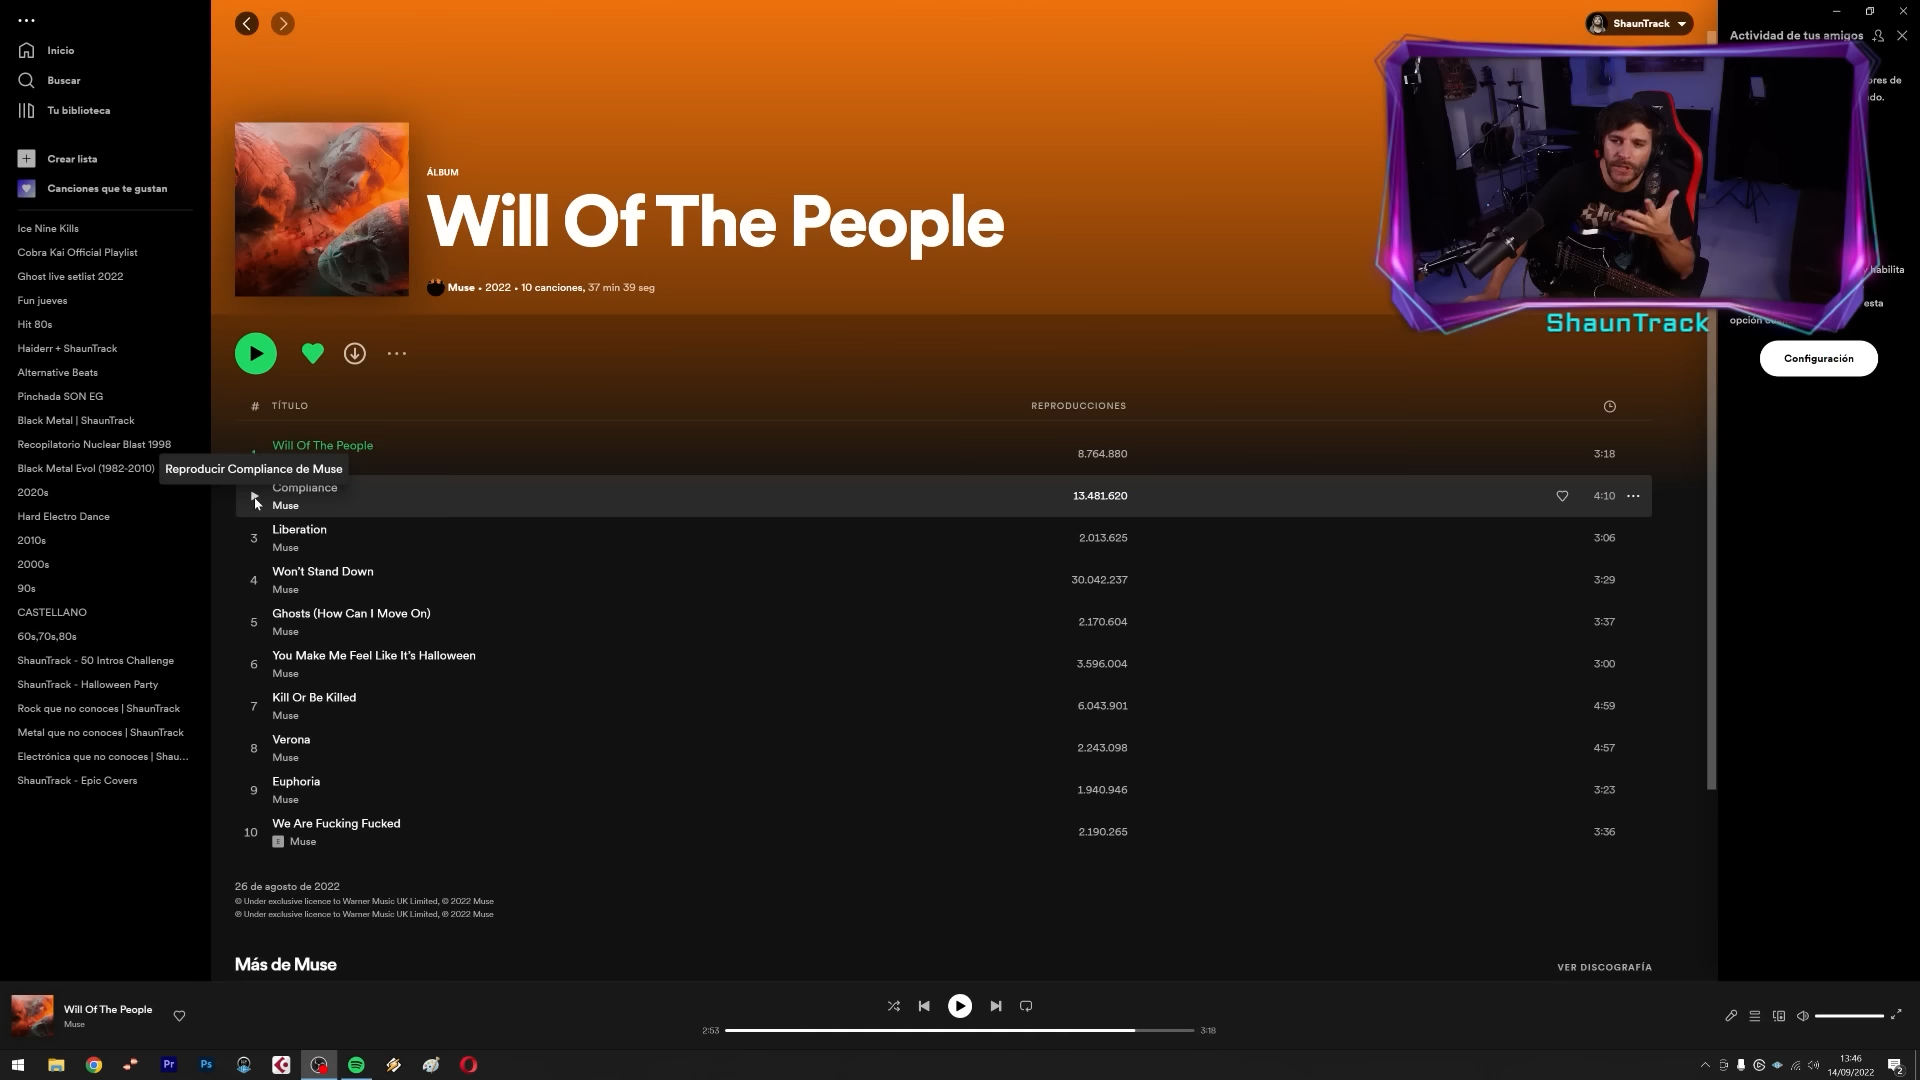 Inicio
Buscar
Tu biblioteca
Crear lista
Canciones que te gustan
Ice Nine Kills
Cobra Kai Official Playlist
Ghost live setlist 2022
Fun jueves
Hit 80s
Haiderr + ShaunTrack
Alternative Beats
Pinchada SON EG
Black Metal | ShaunTrack
Recopilatorio Nuclear Blast 1998
Black Metal Evol (1982-2010)
2020s
Hard Electro Dance
2010s
2000s
90s
CASTELLANO
60s,70s,80s
ShaunTrack - 50 Intros Challenge
ShaunTrack - Halloween Party
Rock que no conoces | ShaunTrack
Metal que no conoces | ShaunTrack
Electrónica que no conoces | Shau...
ShaunTrack - Epic Covers
ShaunTrack
ÁLBUM
Will Of The People
Muse • 2022 • 10 canciones, 37 min 39 seg
# TÍTULO REPRODUCCIONES
Will Of The People 8.764.880 3:18
Reproducir Compliance de Muse
Compliance
Muse 13.481.620 4:10
3 Liberation 2.013.625 3:06
Muse
4 Won't Stand Down 30.042.237 3:29
Muse
5 Ghosts (How Can I Move On) 2.170.604 3:37
Muse
6 You Make Me Feel Like It's Halloween 3.596.004 3:00
Muse
7 Kill Or Be Killed 6.043.901 4:59
Muse
8 Verona 2.243.098 4:57
Muse
9 Euphoria 1.940.946 3:23
Muse
10 We Are Fucking Fucked 2.190.265 3:36
E Muse
26 de agosto de 2022
© Under exclusive licence to Warner Music UK Limited, © 2022 Muse
℗ Under exclusive licence to Warner Music UK Limited, ℗ 2022 Muse
Más de Muse
VER DISCOGRAFÍA
Actividad de tus amigos
habilita
esta
opción
ShaunTrack
Configuración
Will Of The People
Muse
2:53 3:18
Pr
Ps
13:46
14/09/2022
2